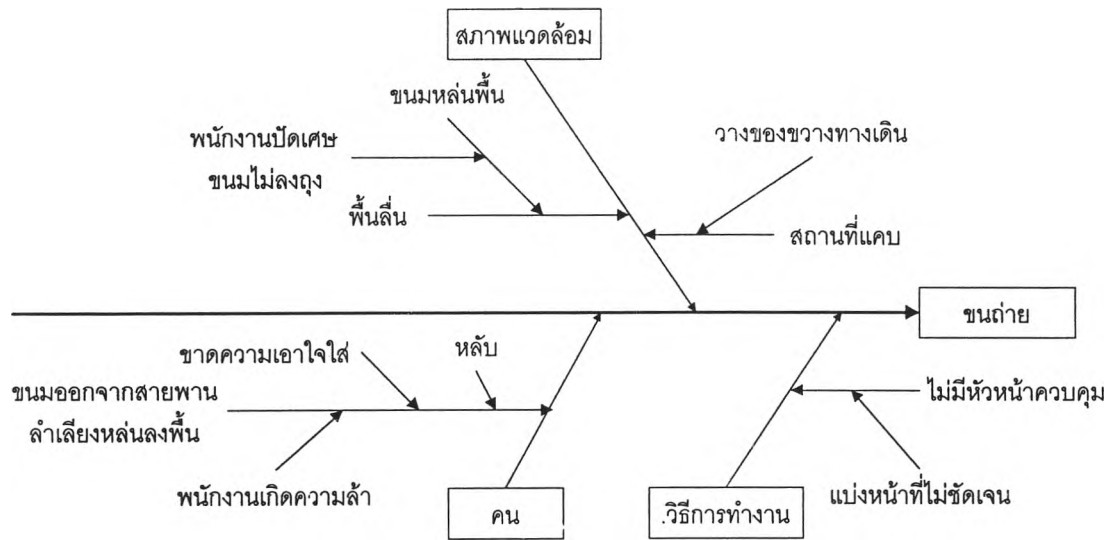 สภาพแวดล้อม
ขนมหล่นพื้น
พนักงานปัดเศษ
ขนมไม่ลงถุง
วางของขวางทางเดิน
พื้นลื่น
สถานที่แคบ
ขนถ่าย
ขาดความเอาใจใส่
หลับ
ขนมออกจากสายพาน
ลำเลียงหล่นลงพื้น
ไม่มีหัวหน้าควบคุม
พนักงานเกิดความล้า
แบ่งหน้าที่ไม่ชัดเจน
คน
.วิธีการทำงาน